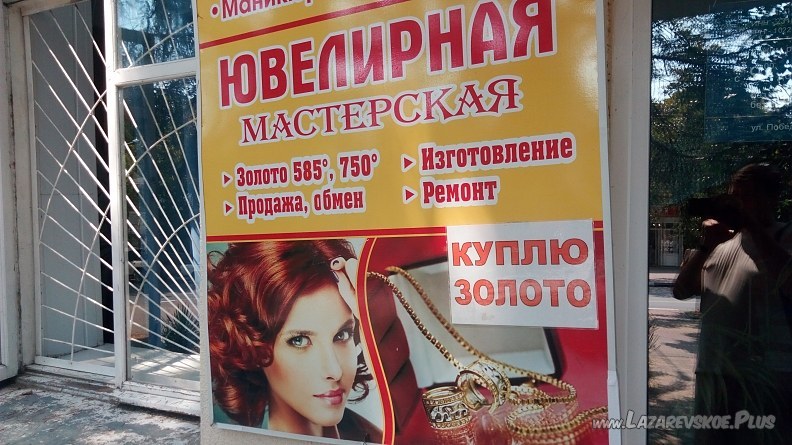 ЮВЕЛИРНАЯ
МАСТЕРСКАЯ
Золото 585°, 750°
Продажа, обмен
Изготовление
Ремонт
КУПЛЮ
ЗОЛОТО
www.Lazarevskoe.Plus